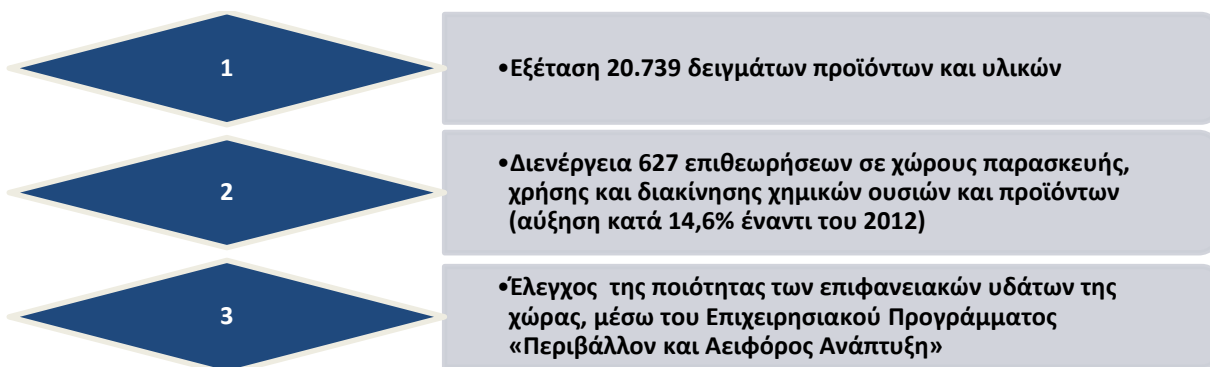 1
•Εξέταση 20.739 δειγμάτων προϊόντων και υλικών
2
•Διενέργεια 627 επιθεωρήσεων σε χώρους παρασκευής,
χρήσης και διακίνησης χημικών ουσιών και προϊόντων
(αύξηση κατά 14,6% έναντι του 2012)
3
•Έλεγχος της ποιότητας των επιφανειακών υδάτων της
χώρας, μέσω του Επιχειρησιακού Προγράμματος
«Περιβάλλον και Αειφόρος Ανάπτυξη»